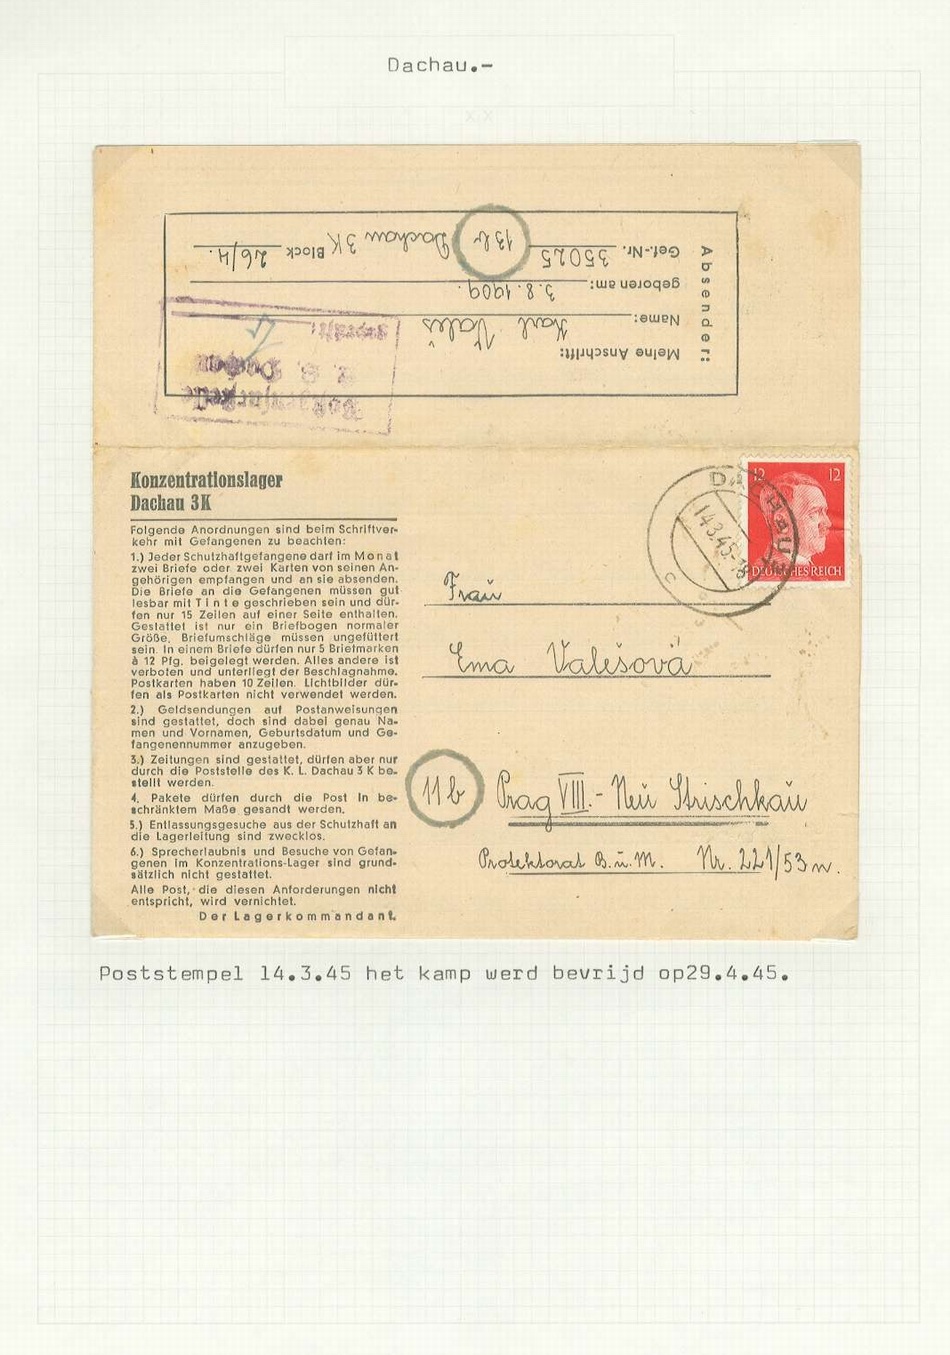 Dachau.-
Absender:
Meine Anschrift:
Name: Karl Valeš
geboren am: 3.8.1909.
Gef.-Nr. 35025 13b Dachau 3K Block 26/4.
Postzensurstelle
K. L. Dachau
geprüft:
Konzentrationslager
Dachau 3K
Folgende Anordnungen sind beim Schriftver-
kehr mit Gefangenen zu beachten:
1.) Jeder Schutzhaftgefangene darf im Monat
zwei Briefe oder zwei Karten von seinen An-
gehörigen empfangen und an sie absenden.
Die Briefe an die Gefangenen müssen gut
lesbar mit Tinte geschrieben sein und dür-
fen nur 15 Zeilen auf einer Seite enthalten.
Gestattet ist nur ein Briefbogen normaler
Größe. Briefumschläge müssen ungefüttert
sein. In einem Briefe dürfen nur 5 Briefmarken
à 12 Pfg. beigelegt werden. Alles andere ist
verboten und unterliegt der Beschlagnahme.
Postkarten haben 10 Zeilen. Lichtbilder dür-
fen als Postkarten nicht verwendet werden.
2.) Geldsendungen auf Postanweisungen
sind gestattet, doch sind dabei genau Na-
men und Vornamen, Geburtsdatum und Ge-
fangenennummer anzugeben.
3.) Zeitungen sind gestattet, dürfen aber nur
durch die Poststelle des K. L. Dachau 3 K be-
stellt werden.
4. Pakete dürfen durch die Post in be-
schränktem Maße gesandt werden.
5.) Entlassungsgesuche aus der Schutzhaft an
die Lagerleitung sind zwecklos.
6.) Sprecherlaubnis und Besuche von Gefan-
genen im Konzentrations-Lager sind grund-
sätzlich nicht gestattet.
Alle Post, die diesen Anforderungen nicht
entspricht, wird vernichtet.
Der Lagerkommandant.
12 12
DEUTSCHES REICH
DACHAU
14.3.45.-18
c
Frau
Ema Valešová
11b Prag VIII.- Neu Strischkau
Protektorat B.u.M. Nr. 221/53 n.
Poststempel 14.3.45 het kamp werd bevrijd op29.4.45.